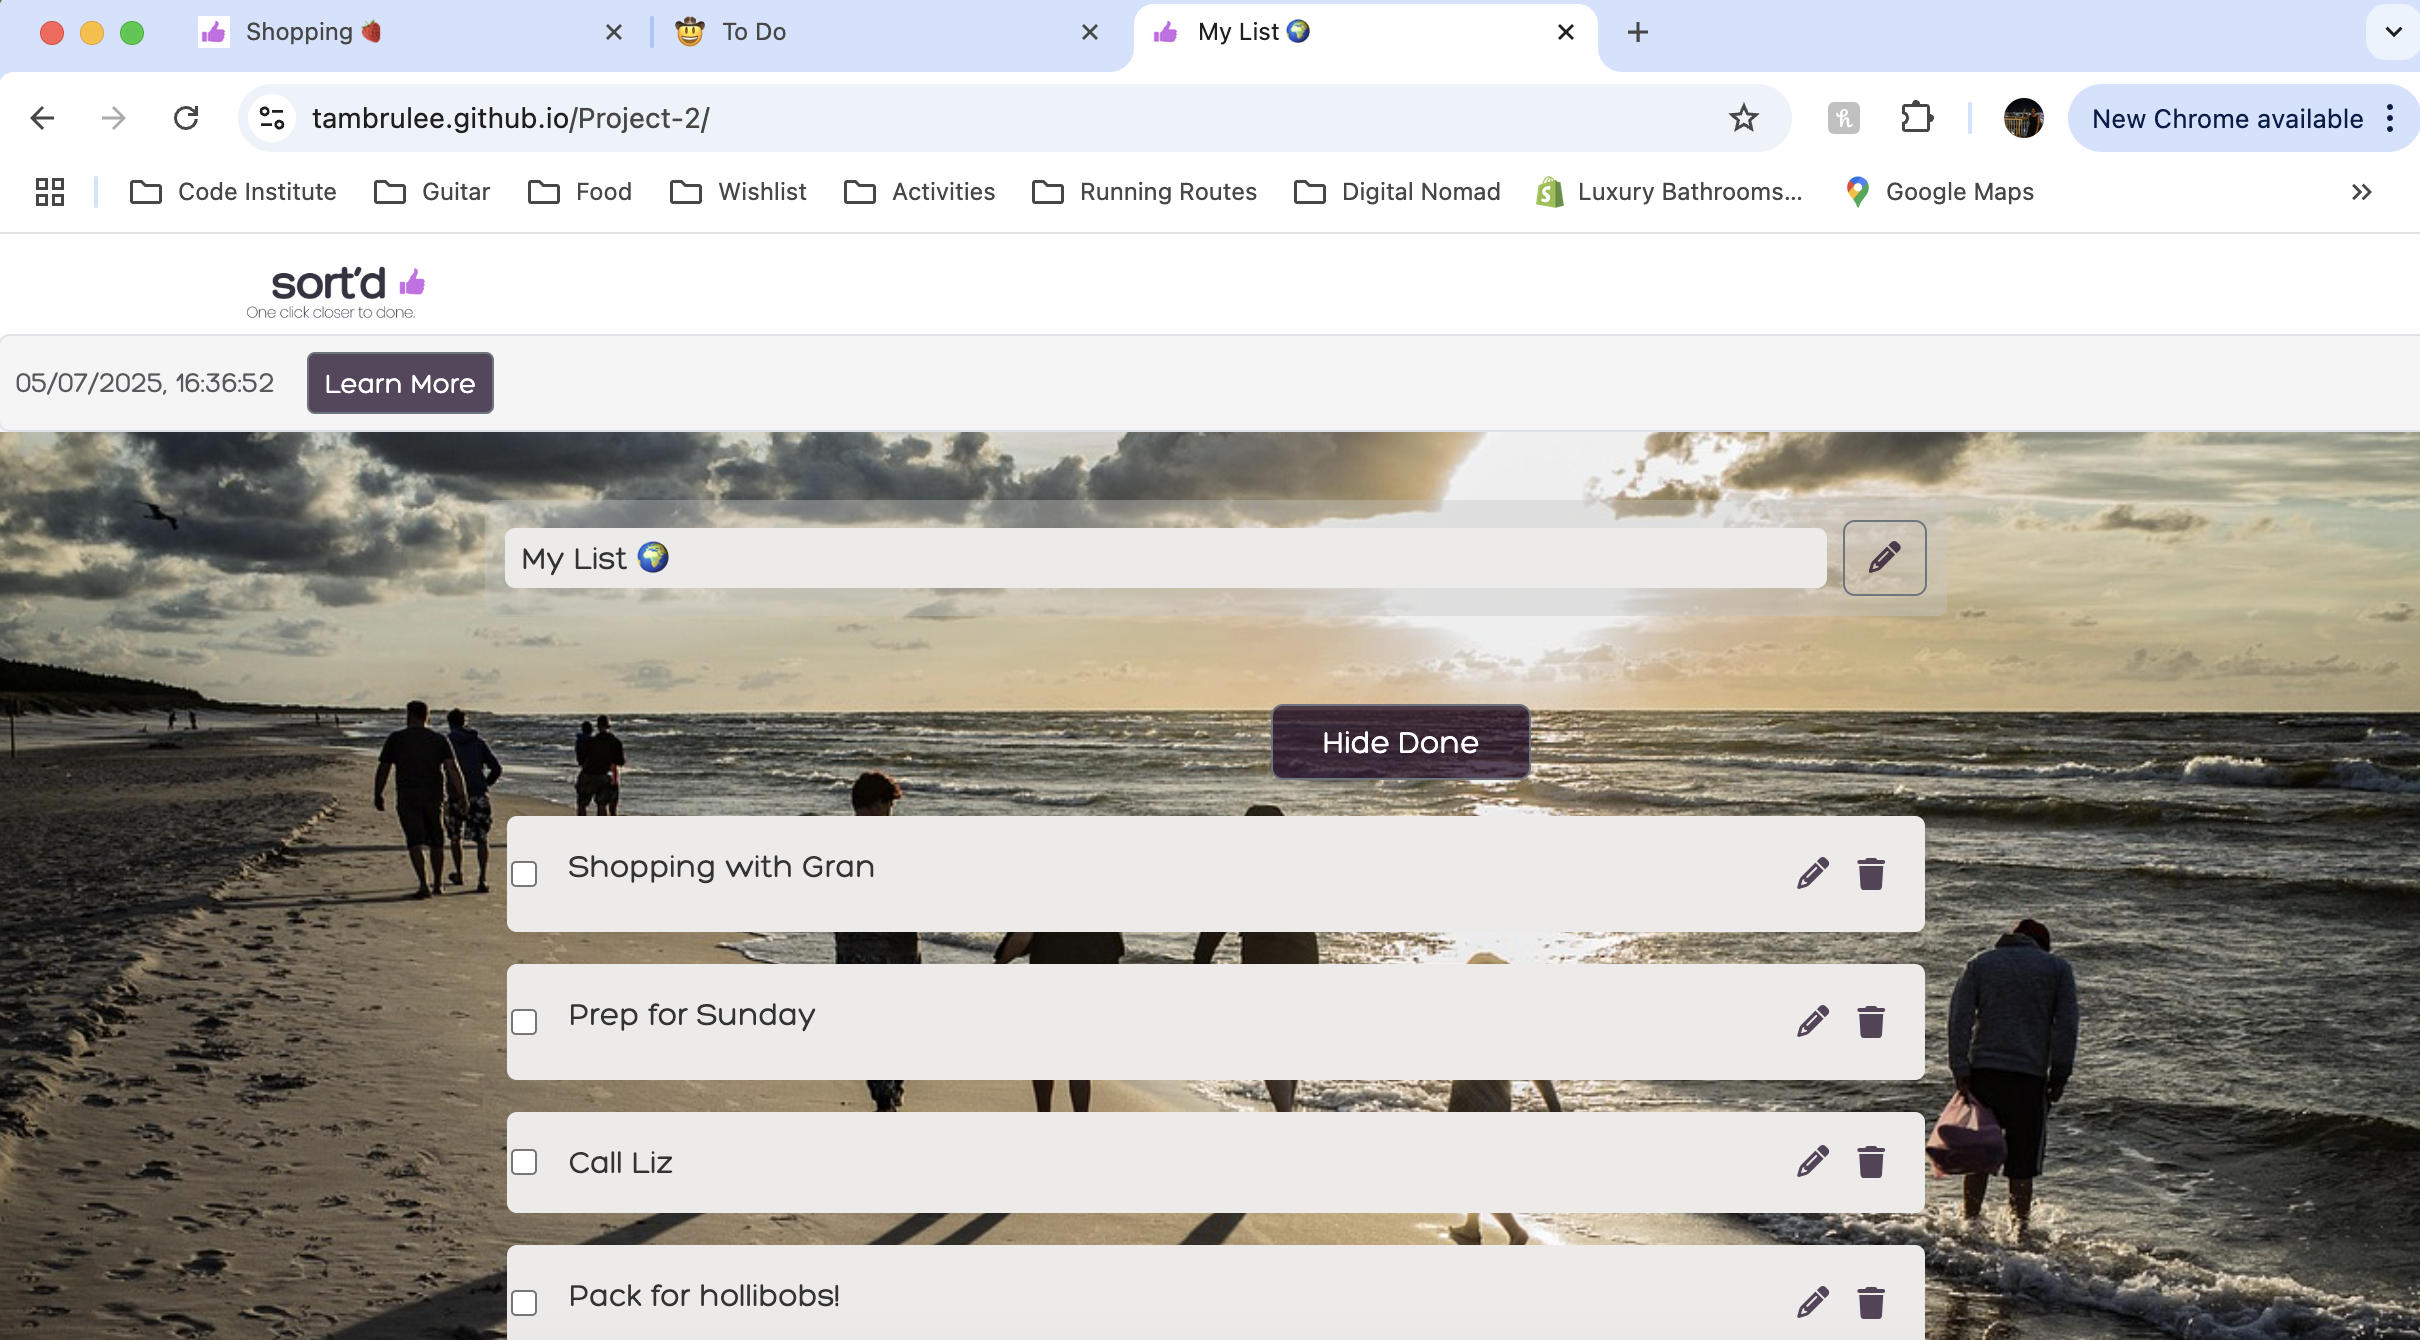 Shopping 🍓
To Do
My List 🌍
tambrulee.github.io/Project-2/
New Chrome available
Code Institute
Guitar
Food
Wishlist
Activities
Running Routes
Digital Nomad
Luxury Bathrooms...
Google Maps
sort'd
One click closer to done.
05/07/2025, 16:36:52
Learn More
My List 🌍
Hide Done
Shopping with Gran
Prep for Sunday
Call Liz
Pack for hollibobs!